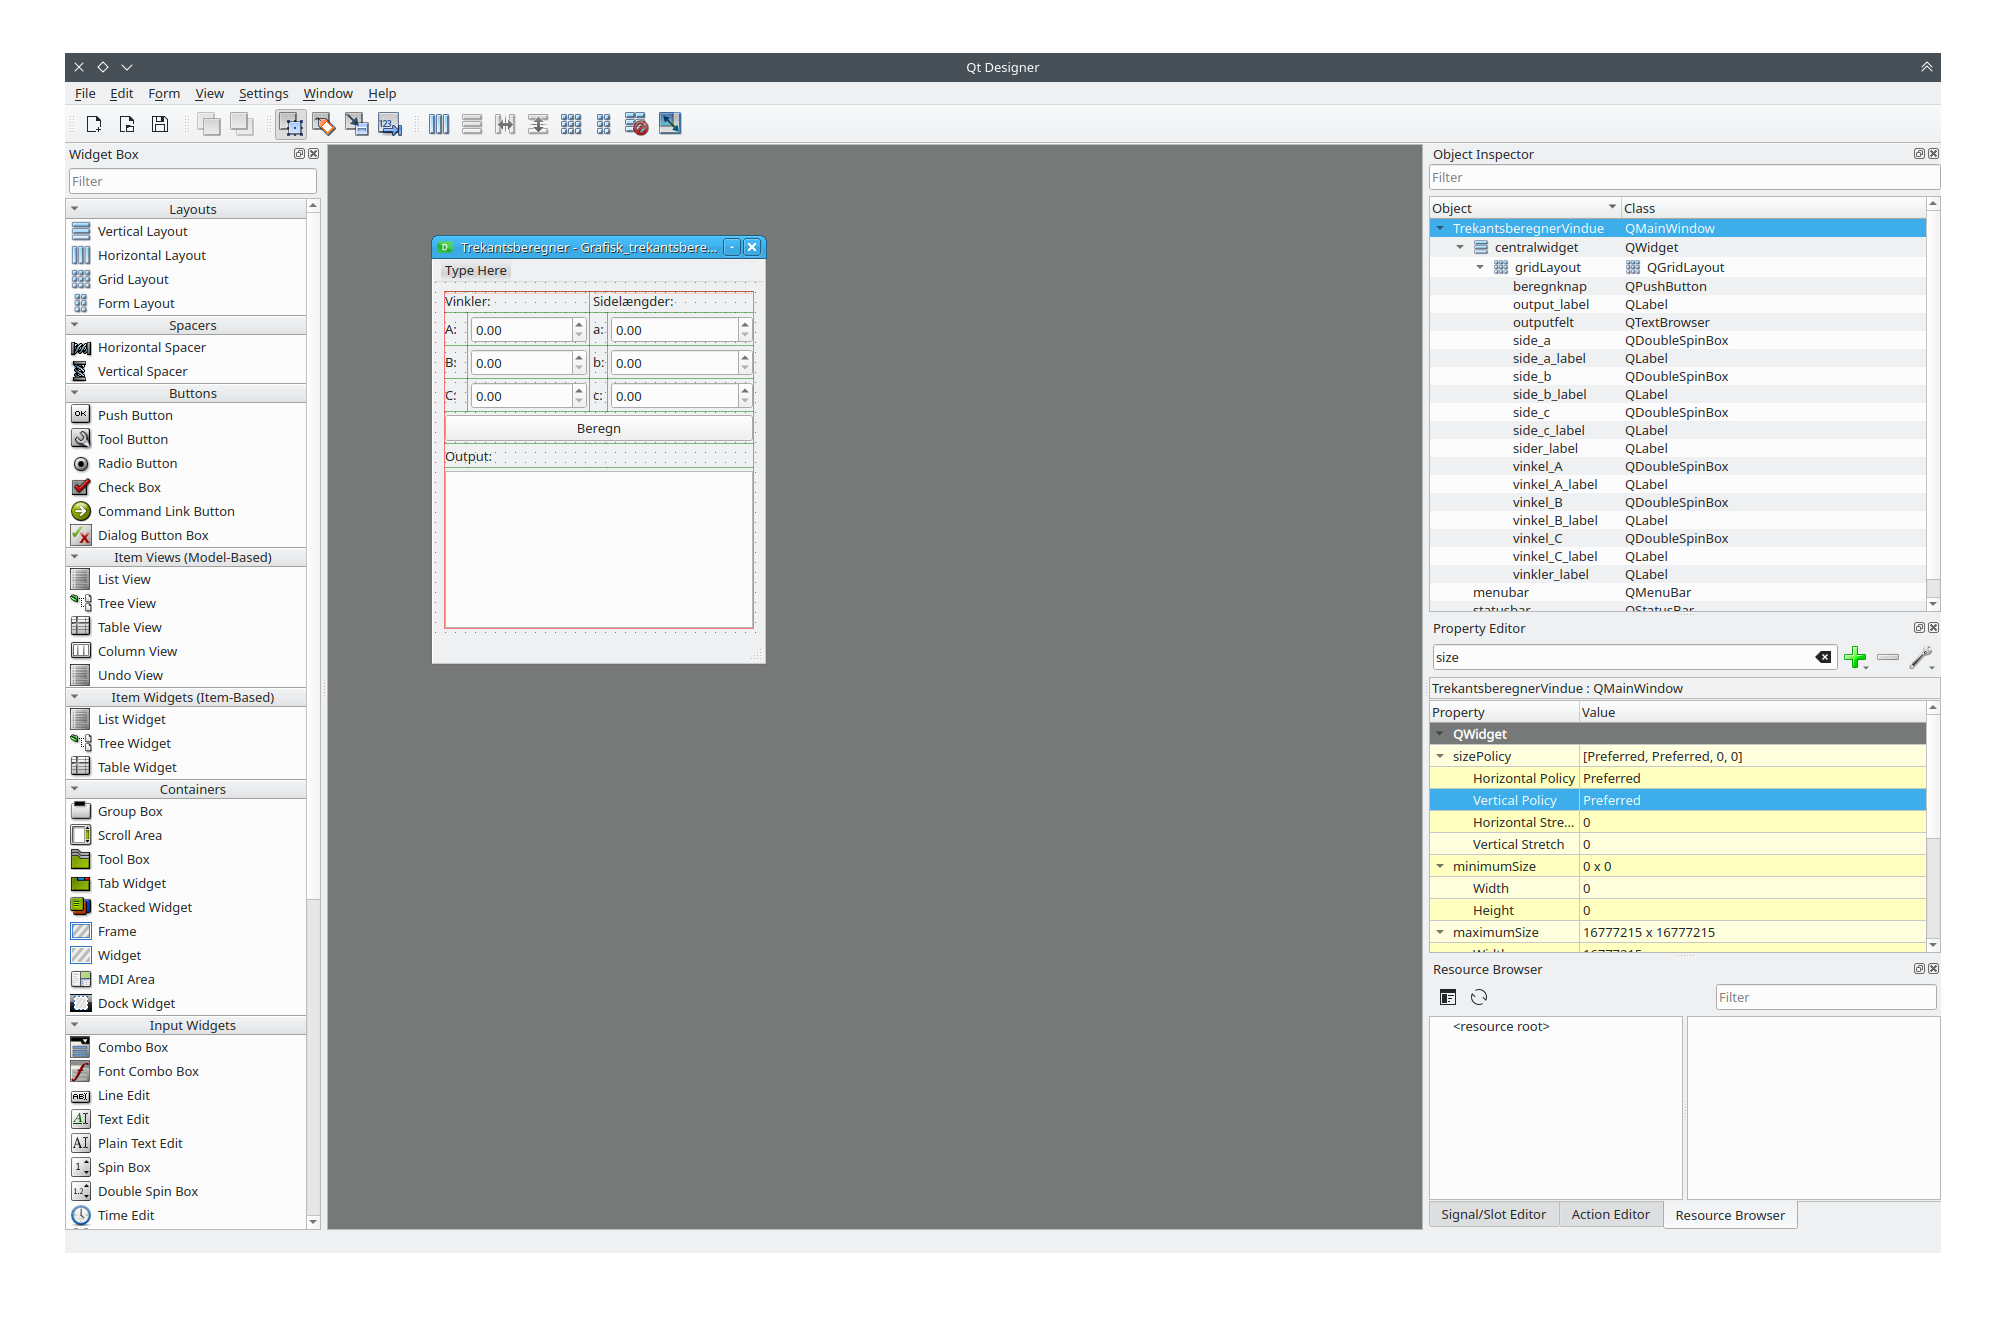 Qt Designer
File Edit Form View Settings Window Help
Widget Box
Filter
Layouts
Vertical Layout
Horizontal Layout
Grid Layout
Form Layout
Spacers
Horizontal Spacer
Vertical Spacer
Buttons
Push Button
Tool Button
Radio Button
Check Box
Command Link Button
Dialog Button Box
Item Views (Model-Based)
List View
Tree View
Table View
Column View
Undo View
Item Widgets (Item-Based)
List Widget
Tree Widget
Table Widget
Containers
Group Box
Scroll Area
Tool Box
Tab Widget
Stacked Widget
Frame
Widget
MDI Area
Dock Widget
Input Widgets
Combo Box
Font Combo Box
Line Edit
Text Edit
Plain Text Edit
Spin Box
Double Spin Box
Time Edit
Trekantsberegner - Grafisk_trekantsbere...
Type Here
Vinkler: Sidelængder:
A: 0.00 a: 0.00
B: 0.00 b: 0.00
C: 0.00 c: 0.00
Beregn
Output:
Object Inspector
Filter
Object Class
TrekantsberegnerVindue QMainWindow
centralwidget QWidget
gridLayout QGridLayout
beregnknap QPushButton
output_label QLabel
outputfelt QTextBrowser
side_a QDoubleSpinBox
side_a_label QLabel
side_b QDoubleSpinBox
side_b_label QLabel
side_c QDoubleSpinBox
side_c_label QLabel
sider_label QLabel
vinkel_A QDoubleSpinBox
vinkel_A_label QLabel
vinkel_B QDoubleSpinBox
vinkel_B_label QLabel
vinkel_C QDoubleSpinBox
vinkel_C_label QLabel
vinkler_label QLabel
menubar QMenuBar
statusbar QStatusBar
Property Editor
size
TrekantsberegnerVindue : QMainWindow
Property Value
QWidget
sizePolicy [Preferred, Preferred, 0, 0]
Horizontal Policy Preferred
Vertical Policy Preferred
Horizontal Stre... 0
Vertical Stretch 0
minimumSize 0 x 0
Width 0
Height 0
maximumSize 16777215 x 16777215
Width 16777215
Resource Browser
Filter
<resource root>
Signal/Slot Editor Action Editor Resource Browser